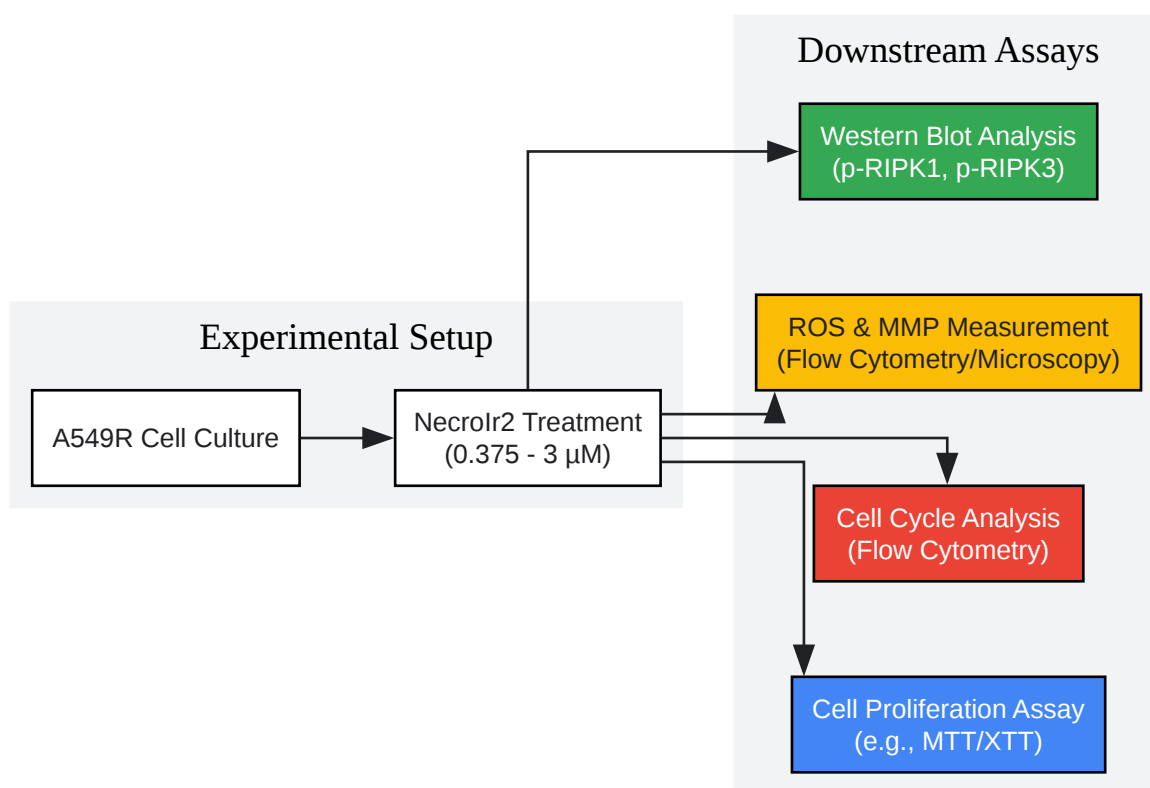 Downstream Assays
Western Blot Analysis
(p-RIPK1, p-RIPK3)
Experimental Setup
A549R Cell Culture
NecroIr2 Treatment
(0.375 - 3 µM)
ROS & MMP Measurement
(Flow Cytometry/Microscopy)
Cell Cycle Analysis
(Flow Cytometry)
Cell Proliferation Assay
(e.g., MTT/XTT)